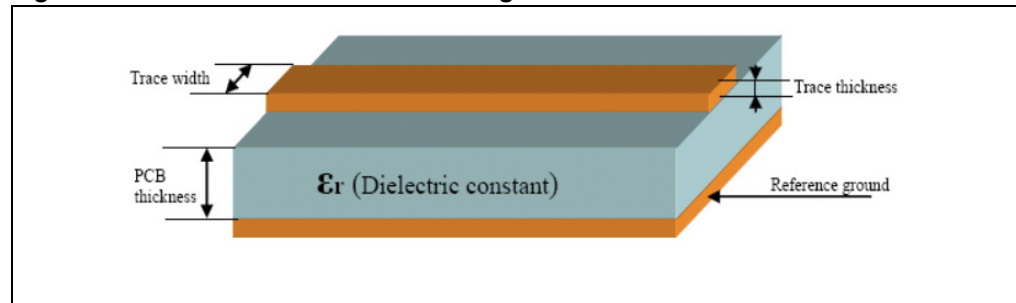 Trace width
Trace thickness
PCB
thickness
εr (Dielectric constant)
Reference ground